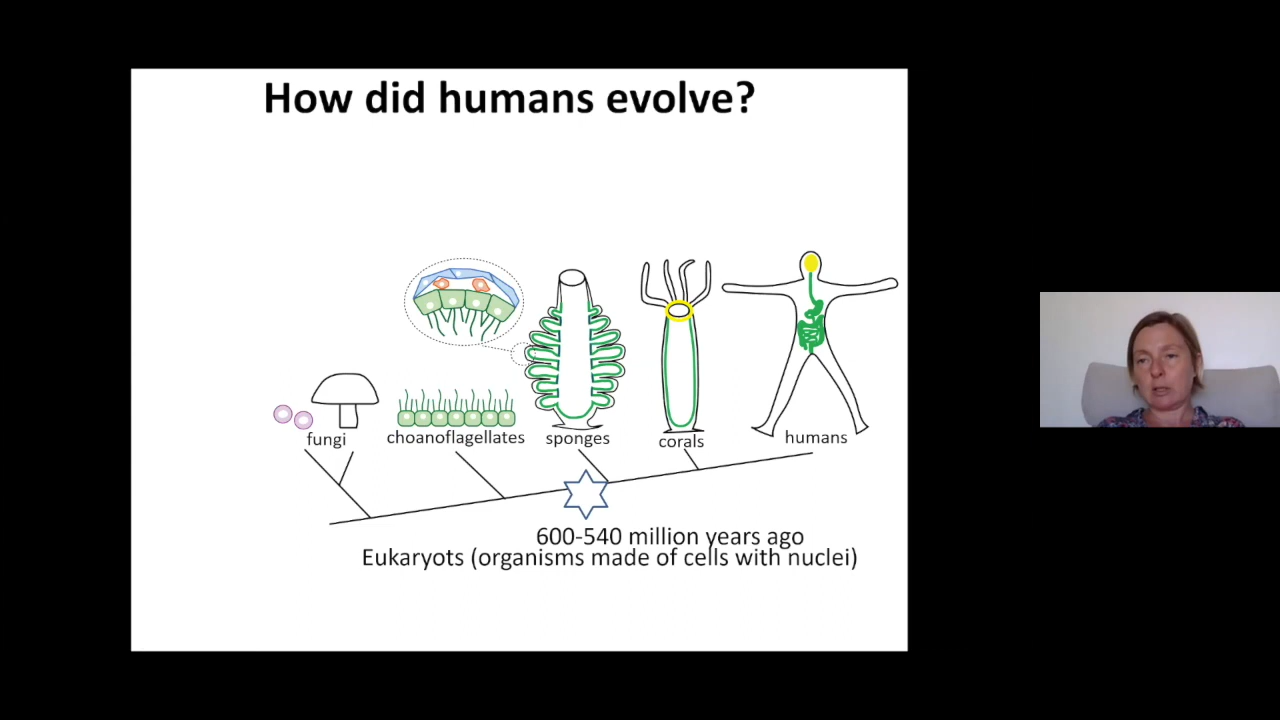 How did humans evolve?
fungi
choanoflagellates
sponges
corals
humans
600-540 million years ago
Eukaryots (organisms made of cells with nuclei)